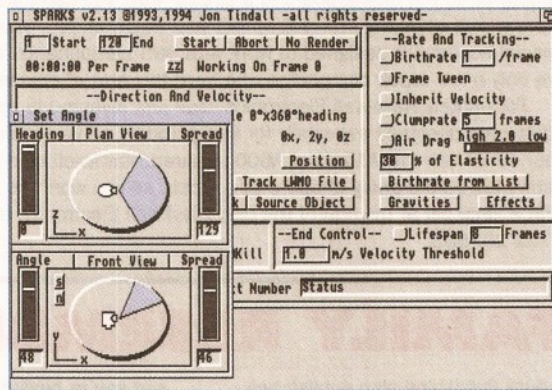 SPARKS v2.13 ©1993,1994 Jon Tindall -all rights reserved-
1 Start 120 End Start Abort No Render
00:00:00 Per Frame zz Working On Frame 0
--Rate And Tracking--
Birthrate 1 /frame
Frame Tween
Inherit Velocity
Clumprate 5 frames
Air Drag high 2.0 low
30 % of Elasticity
Birthrate from List
Gravities Effects
--Direction And Velocity--
0°x360°heading
0x, 2y, 0z
Position
Track LWMO File
Source Object
Set Angle
Heading Plan View Spread
z
x
0 129
Angle Front View Spread
s
n
y
x
48 46
--End Control-- Lifespan 8 Frames
Kill 1.0 m/s Velocity Threshold
Number Status